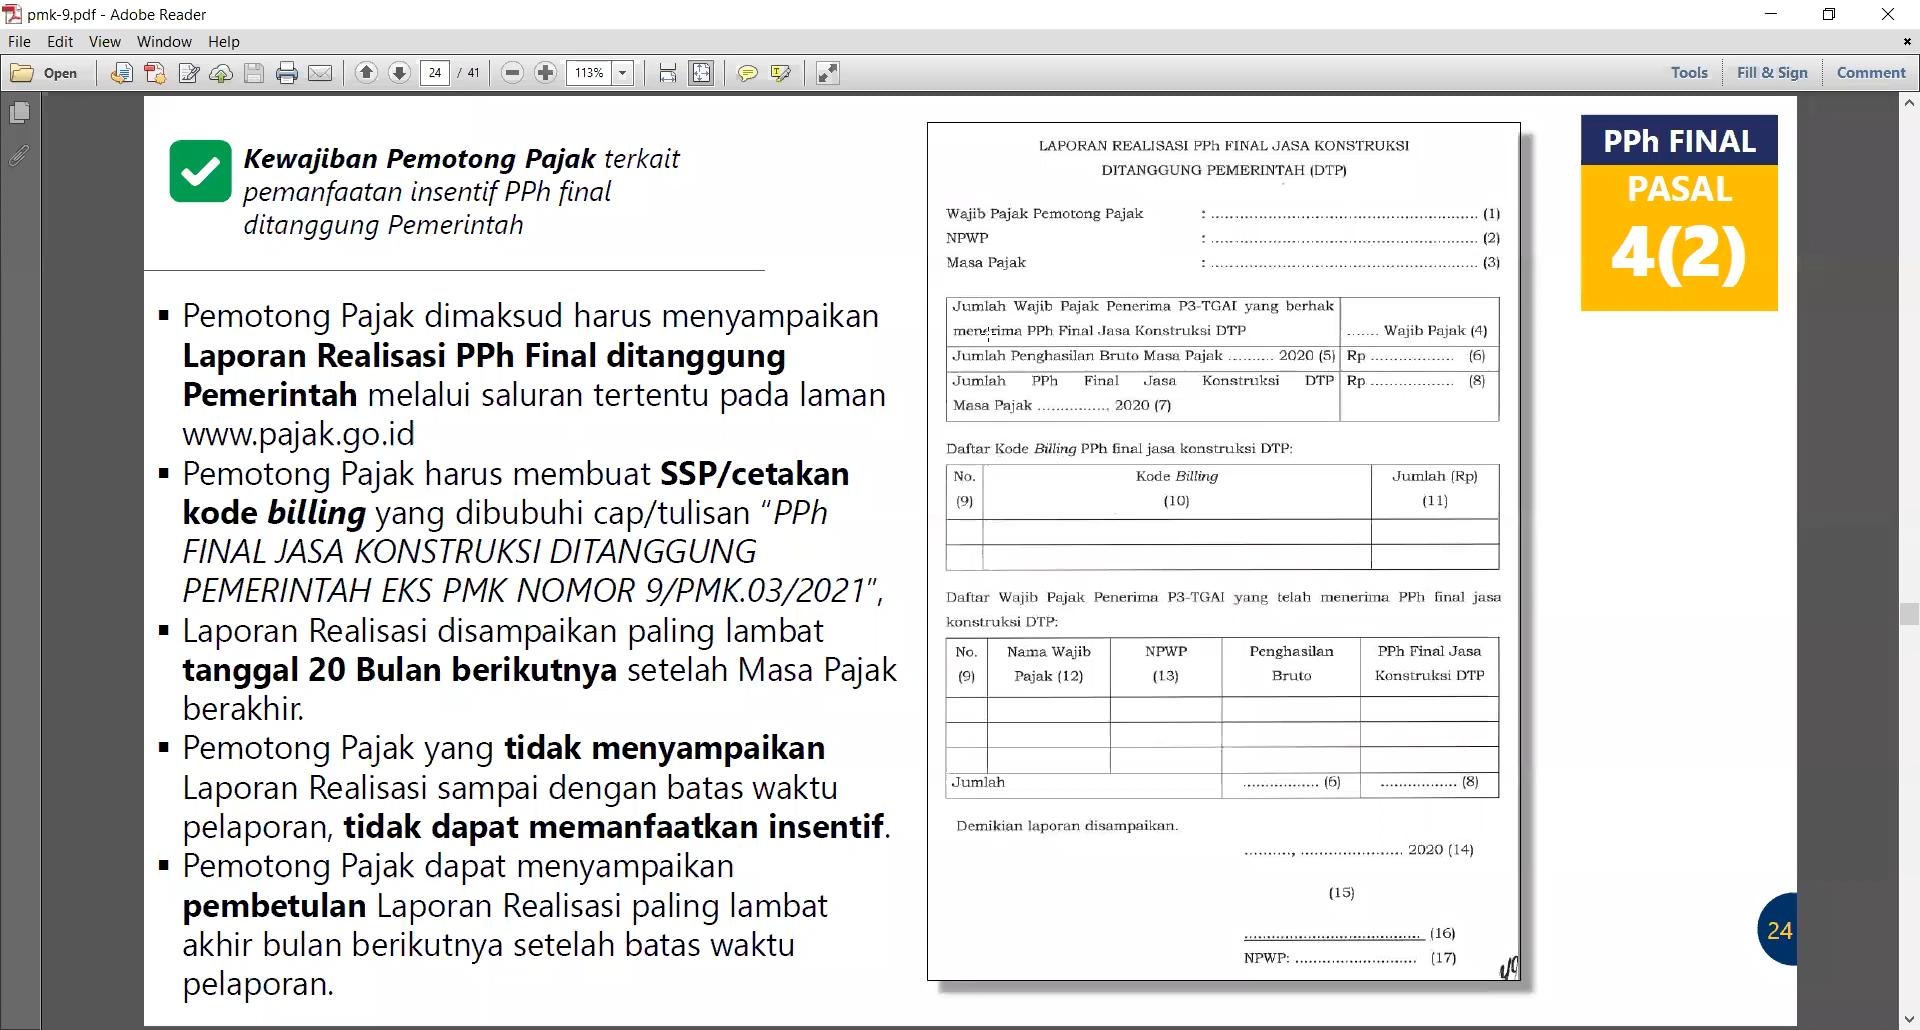 pmk-9.pdf - Adobe Reader
File Edit View Window Help
Open 24 / 41 113% Tools Fill & Sign Comment
Kewajiban Pemotong Pajak terkait
pemanfaatan insentif PPh final
ditanggung Pemerintah
▪ Pemotong Pajak dimaksud harus menyampaikan
Laporan Realisasi PPh Final ditanggung
Pemerintah melalui saluran tertentu pada laman
www.pajak.go.id
▪ Pemotong Pajak harus membuat SSP/cetakan
kode billing yang dibubuhi cap/tulisan “PPh
FINAL JASA KONSTRUKSI DITANGGUNG
PEMERINTAH EKS PMK NOMOR 9/PMK.03/2021”,
▪ Laporan Realisasi disampaikan paling lambat
tanggal 20 Bulan berikutnya setelah Masa Pajak
berakhir.
▪ Pemotong Pajak yang tidak menyampaikan
Laporan Realisasi sampai dengan batas waktu
pelaporan, tidak dapat memanfaatkan insentif.
▪ Pemotong Pajak dapat menyampaikan
pembetulan Laporan Realisasi paling lambat
akhir bulan berikutnya setelah batas waktu
pelaporan.
LAPORAN REALISASI PPh FINAL JASA KONSTRUKSI
DITANGGUNG PEMERINTAH (DTP)
Wajib Pajak Pemotong Pajak : .................................................... (1)
NPWP : .................................................... (2)
Masa Pajak : .................................................... (3)
Jumlah Wajib Pajak Penerima P3-TGAI yang berhak
menerima PPh Final Jasa Konstruksi DTP ....... Wajib Pajak (4)
Jumlah Penghasilan Bruto Masa Pajak .......... 2020 (5) Rp .................. (6)
Jumlah PPh Final Jasa Konstruksi DTP Rp .................. (8)
Masa Pajak ..............., 2020 (7)
Daftar Kode Billing PPh final jasa konstruksi DTP:
No. Kode Billing Jumlah (Rp)
(9) (10) (11)
Daftar Wajib Pajak Penerima P3-TGAI yang telah menerima PPh final jasa
konstruksi DTP:
No. Nama Wajib NPWP Penghasilan PPh Final Jasa
(9) Pajak (12) (13) Bruto Konstruksi DTP
Jumlah ................ (6) ................ (8)
Demikian laporan disampaikan.
.........., ...................... 2020 (14)
(15)
...................................... (16)
NPWP: .......................... (17)
PPh FINAL
PASAL
4(2)
24